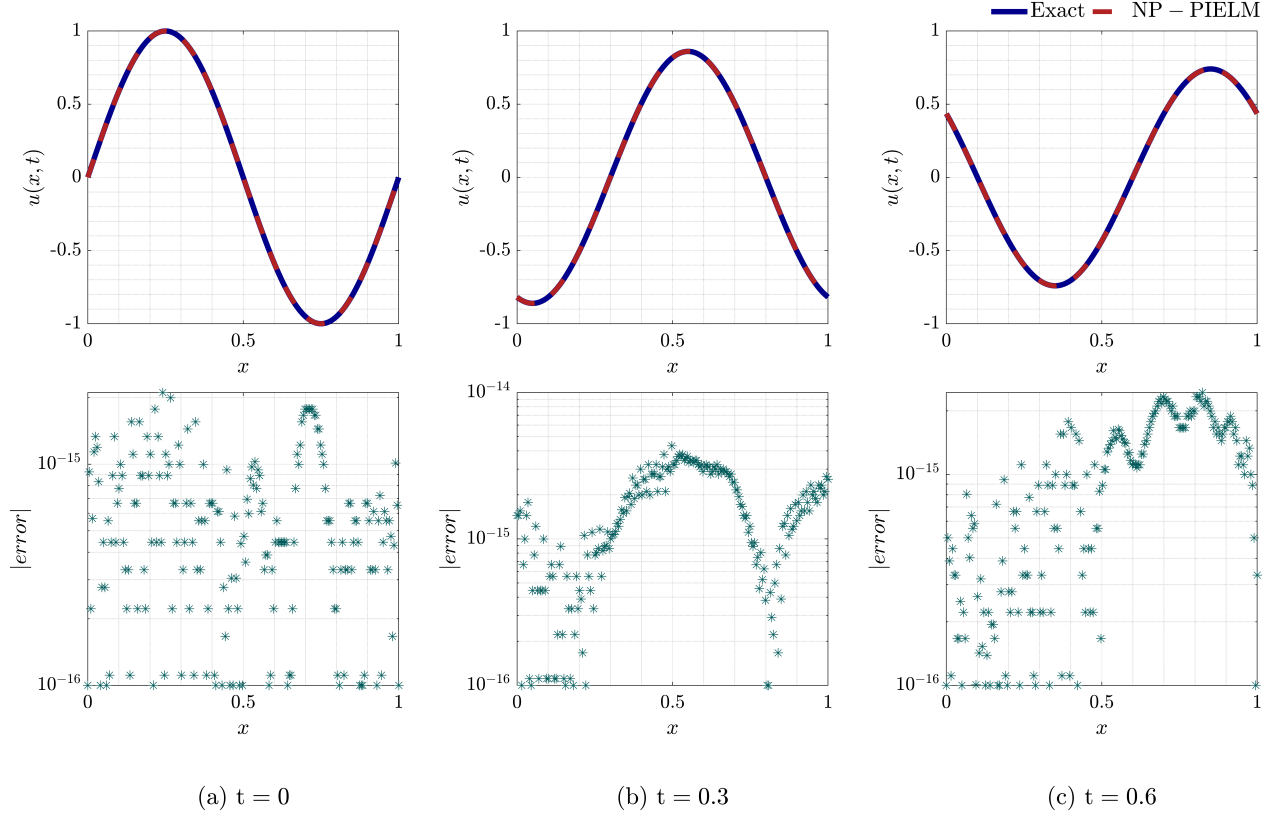 Exact NP − PIELM
1
0.5
0
-0.5
-1
u(x, t)
0 0.5 1
x
1
0.5
0
-0.5
-1
u(x, t)
0 0.5 1
x
1
0.5
0
-0.5
-1
u(x, t)
0 0.5 1
x
10⁻¹⁵
10⁻¹⁶
|error|
0 0.5 1
x
10⁻¹⁴
10⁻¹⁵
10⁻¹⁶
|error|
0 0.5 1
x
10⁻¹⁵
10⁻¹⁶
|error|
0 0.5 1
x
(a) t = 0
(b) t = 0.3
(c) t = 0.6